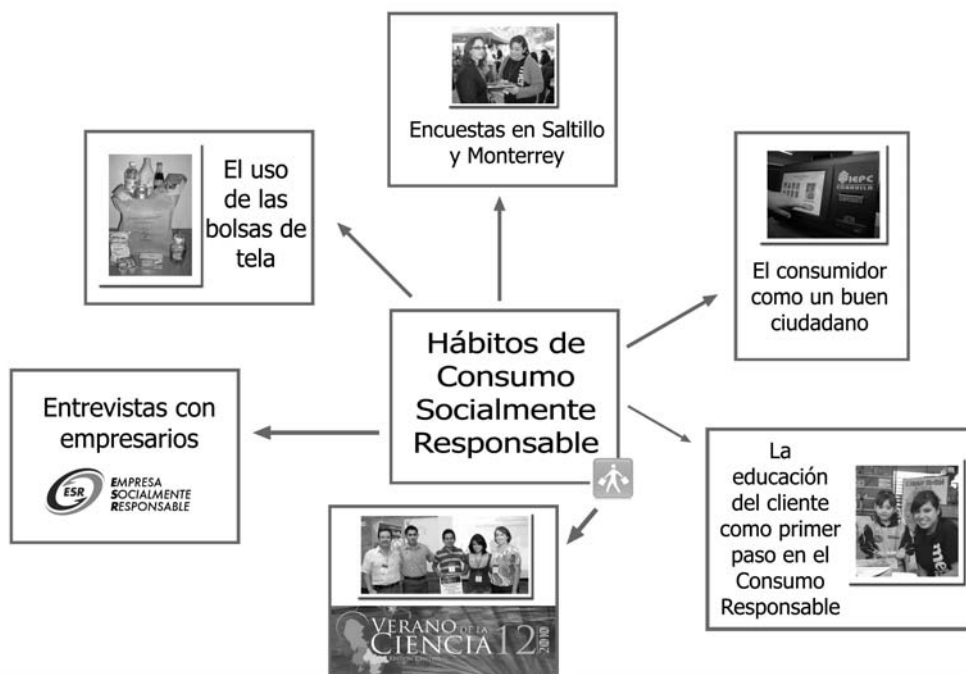 Encuestas en Saltillo
y Monterrey
El uso
de las
bolsas de
tela
IEPC
COAHUILA
El consumidor
como un buen
ciudadano
Hábitos de
Consumo
Socialmente
Responsable
Entrevistas con
empresarios
ESR
EMPRESA
SOCIALMENTE
RESPONSABLE
La
educación
del cliente
como primer
paso en el
Consumo
Responsable
VERANO DE LA
CIENCIA 12
2010